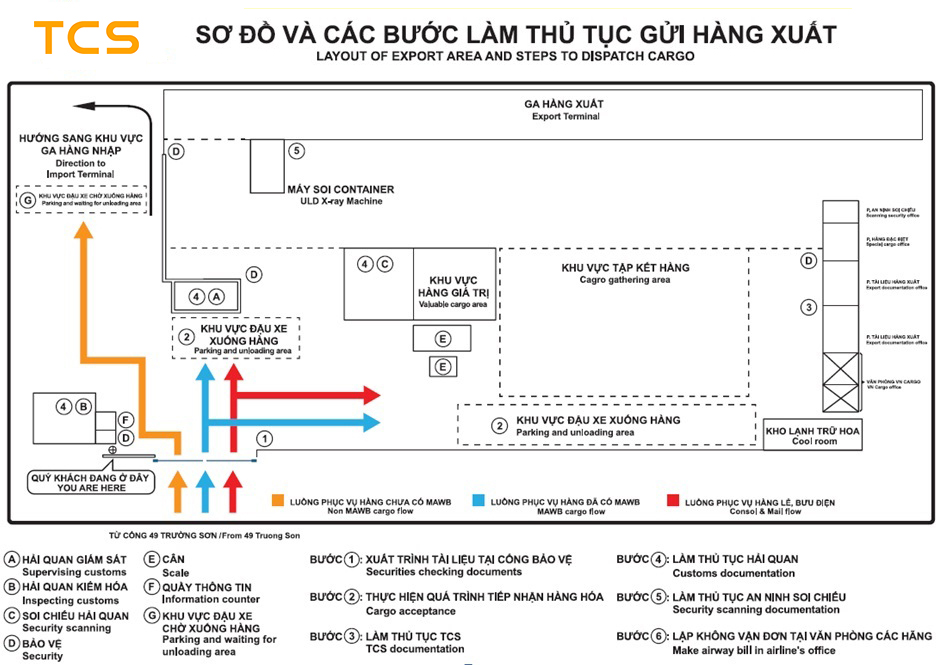 TCS
SƠ ĐỒ VÀ CÁC BƯỚC LÀM THỦ TỤC GỬI HÀNG XUẤT
LAYOUT OF EXPORT AREA AND STEPS TO DISPATCH CARGO
GA HÀNG XUẤT
Export Terminal
HƯỚNG SANG KHU VỰC
GA HÀNG NHẬP
Direction to
Import Terminal
G KHU VỰC ĐẬU XE CHỜ XUỐNG HÀNG
Parking and waiting for unloading area
D
5
MÁY SOI CONTAINER
ULD X-ray Machine
P. AN NINH SOI CHIẾU
Scanning security office
P. HÀNG ĐẶC BIỆT
Special cargo office
D
P. TÀI LIỆU HÀNG XUẤT
Export documentation office
3
P. TÀI LIỆU HÀNG XUẤT
Export documentation office
VĂN PHÒNG VN CARGO
VN Cargo office
D
4 A
4 C
KHU VỰC
HÀNG GIÁ TRỊ
Valuable cargo area
KHU VỰC TẬP KẾT HÀNG
Cagro gathering area
2 KHU VỰC ĐẬU XE
XUỐNG HÀNG
Parking and unloading area
E
E
4 B
F
D
1
2 KHU VỰC ĐẬU XE XUỐNG HÀNG
Parking and unloading area
KHO LẠNH TRỮ HOA
Cool room
QUÝ KHÁCH ĐANG Ở ĐÂY
YOU ARE HERE
LUỒNG PHỤC VỤ HÀNG CHƯA CÓ MAWB
Non MAWB cargo flow
LUỒNG PHỤC VỤ HÀNG ĐÃ CÓ MAWB
MAWB cargo flow
LUỒNG PHỤC VỤ HÀNG LẺ, BƯU ĐIỆN
Consol & Mail flow
TỪ CỔNG 49 TRƯỜNG SƠN /From 49 Truong Son
A HẢI QUAN GIÁM SÁT
Supervising customs
B HẢI QUAN KIỂM HÓA
Inspecting customs
C SOI CHIẾU HẢI QUAN
Security scanning
D BẢO VỆ
Security
E CÂN
Scale
F QUẦY THÔNG TIN
Information counter
G KHU VỰC ĐẬU XE
CHỜ XUỐNG HÀNG
Parking and waiting for
unloading area
BƯỚC 1: XUẤT TRÌNH TÀI LIỆU TẠI CỔNG BẢO VỆ
Securities checking documents
BƯỚC 2: THỰC HIỆN QUÁ TRÌNH TIẾP NHẬN HÀNG HÓA
Cargo acceptance
BƯỚC 3: LÀM THỦ TỤC TCS
TCS documentation
BƯỚC 4: LÀM THỦ TỤC HẢI QUAN
Customs documentation
BƯỚC 5: LÀM THỦ TỤC AN NINH SOI CHIẾU
Security scanning documentation
BƯỚC 6: LẬP KHÔNG VẬN ĐƠN TẠI VĂN PHÒNG CÁC HÃNG
Make airway bill in airline's office